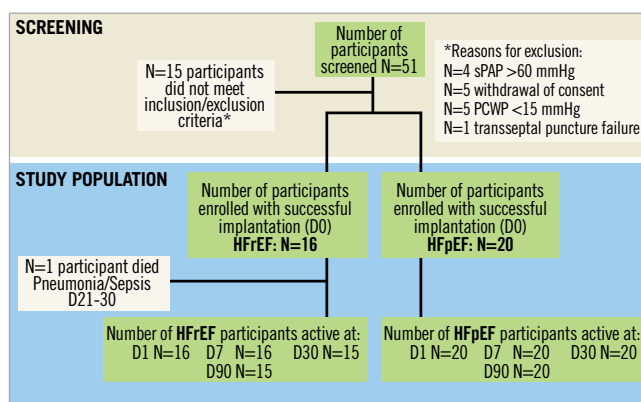 SCREENING
Number of
participants
screened N=51
N=15 participants
did not meet
inclusion/exclusion
criteria*
*Reasons for exclusion:
N=4 sPAP >60 mmHg
N=5 withdrawal of consent
N=5 PCWP <15 mmHg
N=1 transseptal puncture failure
STUDY POPULATION
Number of participants
enrolled with successful
implantation (D0)
HFrEF: N=16
Number of participants
enrolled with successful
implantation (D0)
HFpEF: N=20
N=1 participant died
Pneumonia/Sepsis
D21-30
Number of HFrEF participants active at:
D1 N=16 D7 N=16 D30 N=15
D90 N=15
Number of HFpEF participants active at:
D1 N=20 D7 N=20 D30 N=20
D90 N=20